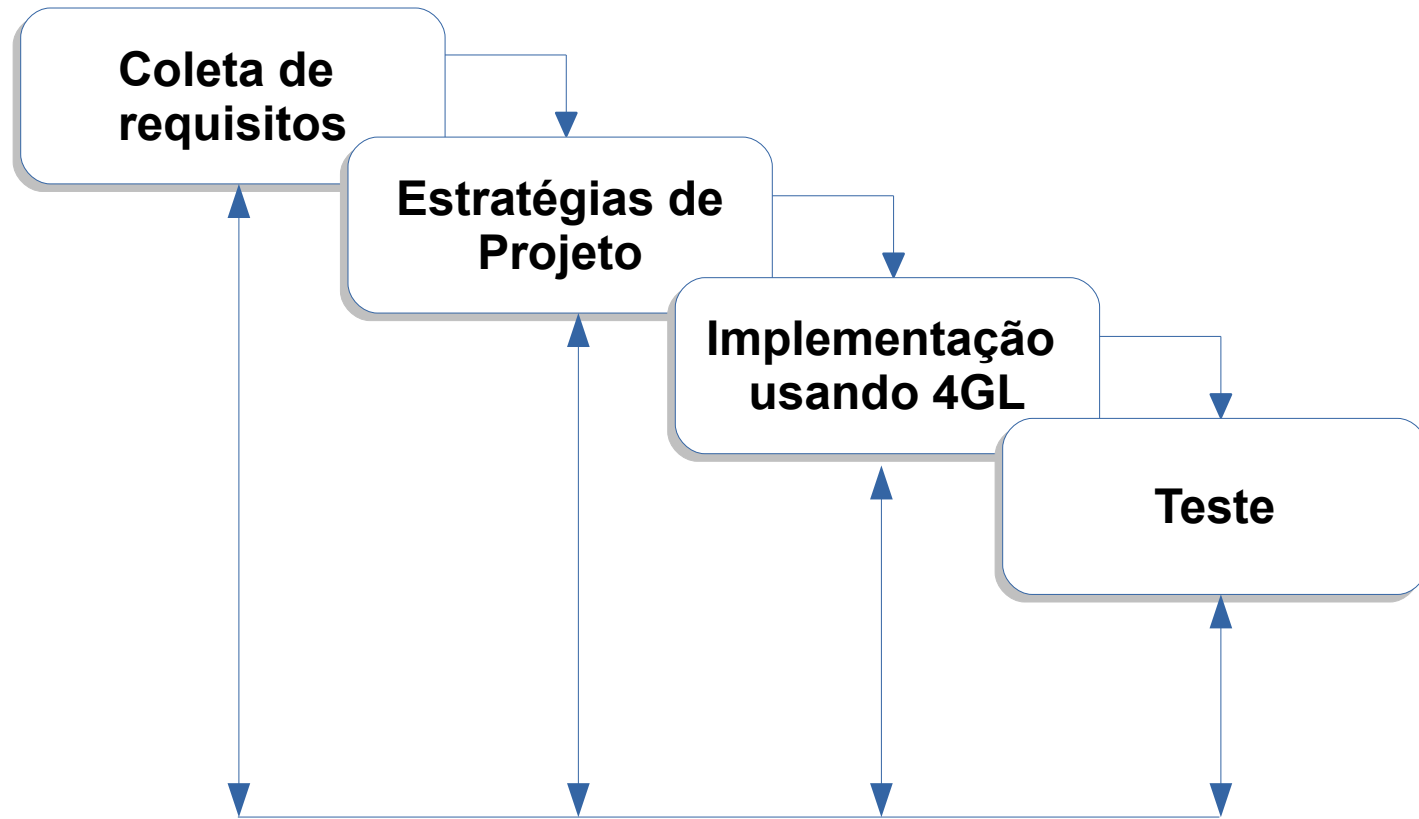 Coleta de
requisitos
Estratégias de
Projeto
Implementação
usando 4GL
Teste